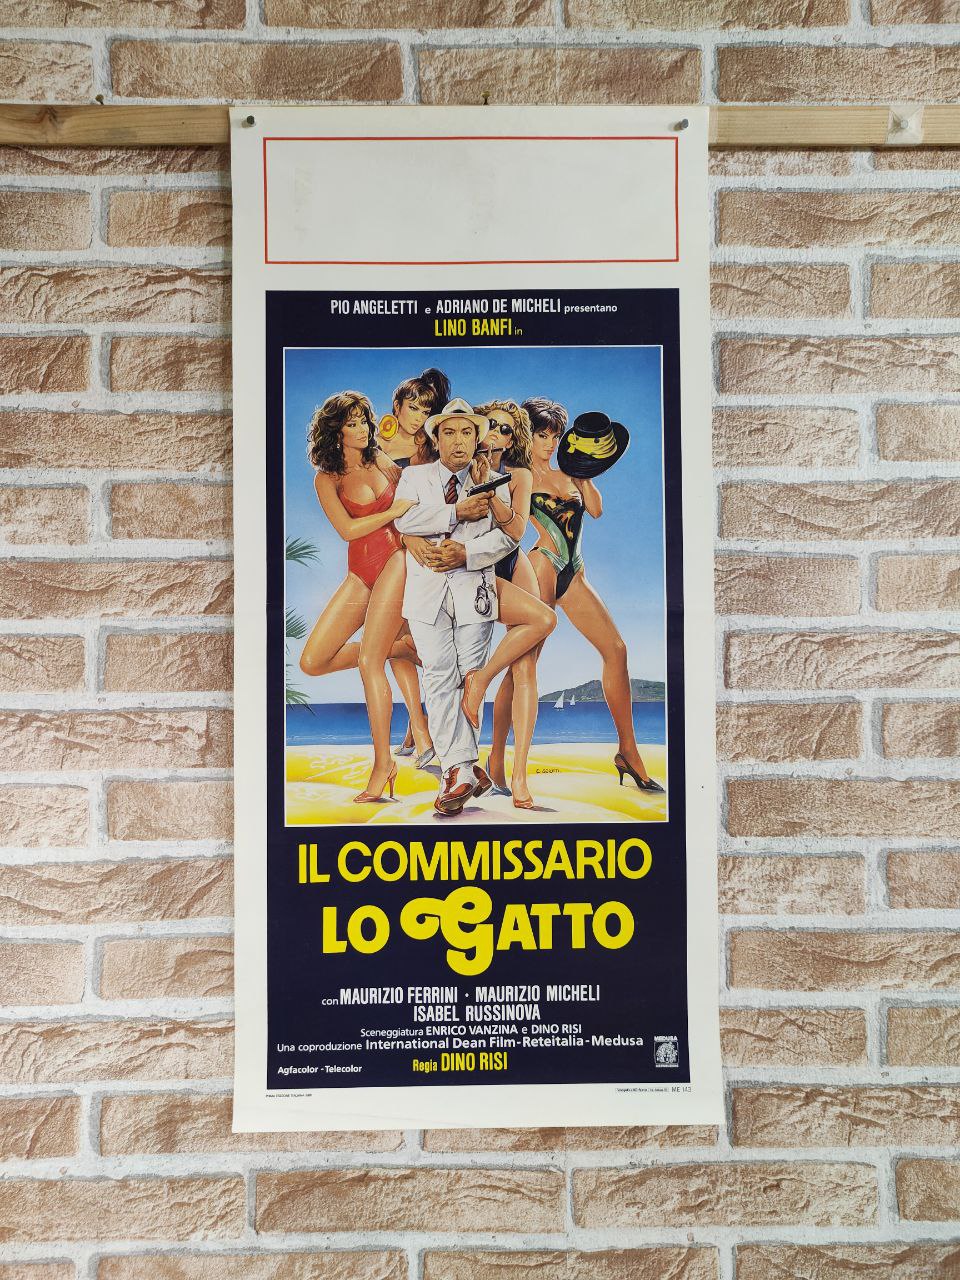 PIO ANGELETTI e ADRIANO DE MICHELI presentano
LINO BANFI in
IL COMMISSARIO
LO GATTO
con MAURIZIO FERRINI • MAURIZIO MICHELI
ISABEL RUSSINOVA
Sceneggiatura ENRICO VANZINA e DINO RISI
Una coproduzione International Dean Film-Reteitalia-Medusa
Agfacolor - Telecolor
Regia DINO RISI
MEDUSA
ME 143